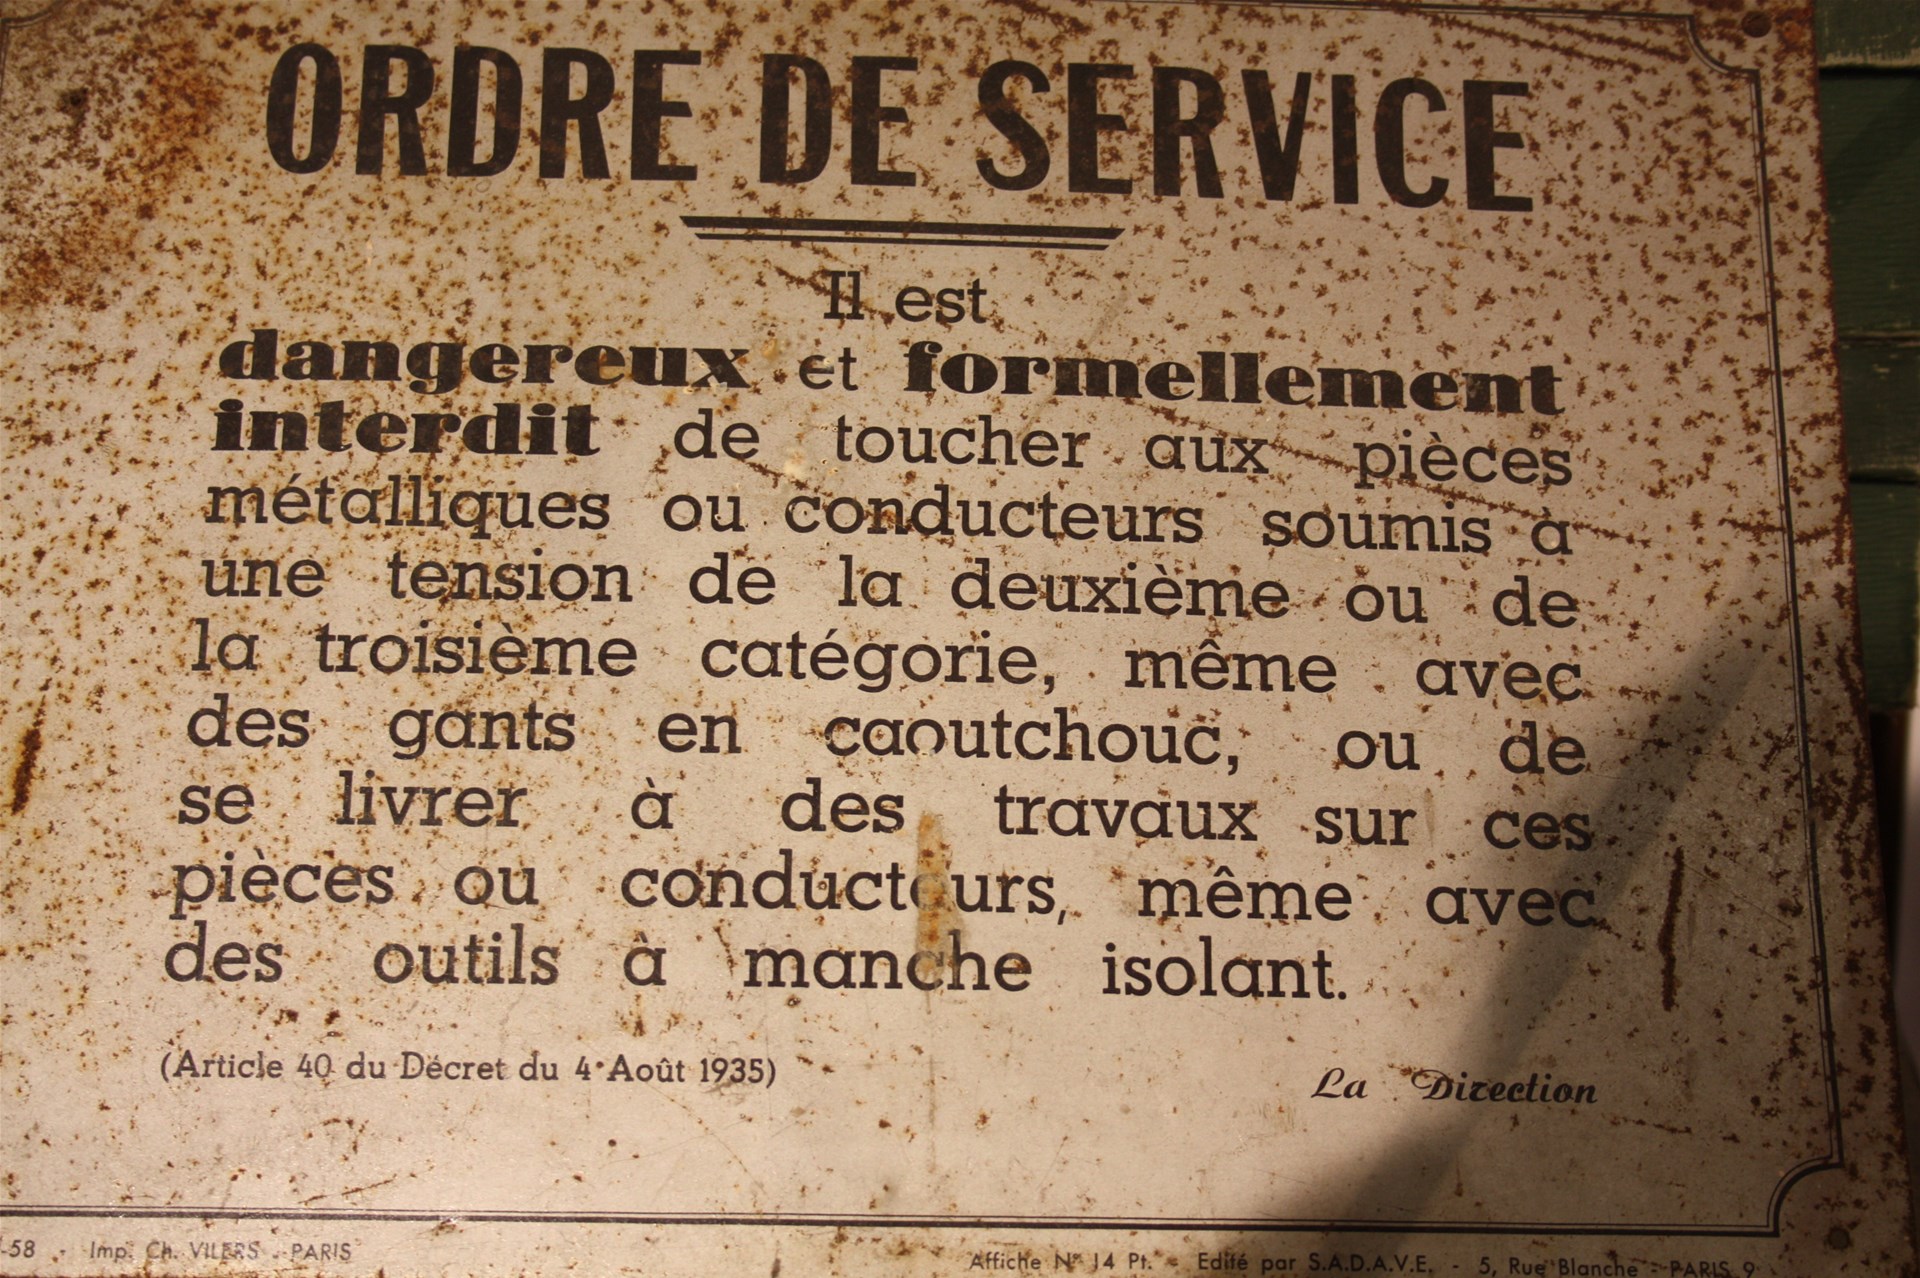 ORDRE DE SERVICE
Il est
dangereux et formellement
interdit de toucher aux pièces
métalliques ou conducteurs soumis à
une tension de la deuxième ou de
la troisième catégorie, même avec
des gants en caoutchouc, ou de
se livrer à des travaux sur ces
pièces ou conducteurs, même avec
des outils à manche isolant.
(Article 40 du Décret du 4 Août 1935)
La Direction
-58 - Imp. Ch. VILERS - PARIS
Affiche N° 14 Pt. - Edité par S.A.D.A.V.E. - 5, Rue Blanche - PARIS 9